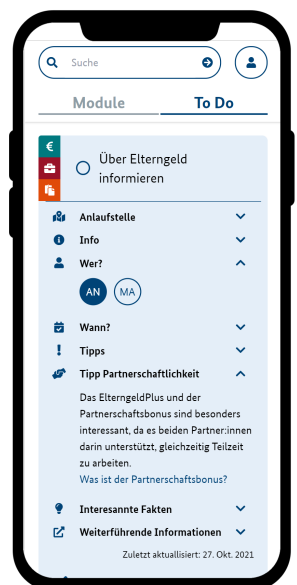 Suche
Module To Do
€
Über Elterngeld
informieren
Anlaufstelle
Info
Wer?
AN MA
Wann?
Tipps
Tipp Partnerschaftlichkeit
Das ElterngeldPlus und der
Partnerschaftsbonus sind besonders
interessant, da es beiden Partner:innen
darin unterstützt, gleichzeitig Teilzeit
zu arbeiten.
Was ist der Partnerschaftsbonus?
Interesannte Fakten
Weiterführende Informationen
Zuletzt aktuallisiert: 27. Okt. 2021